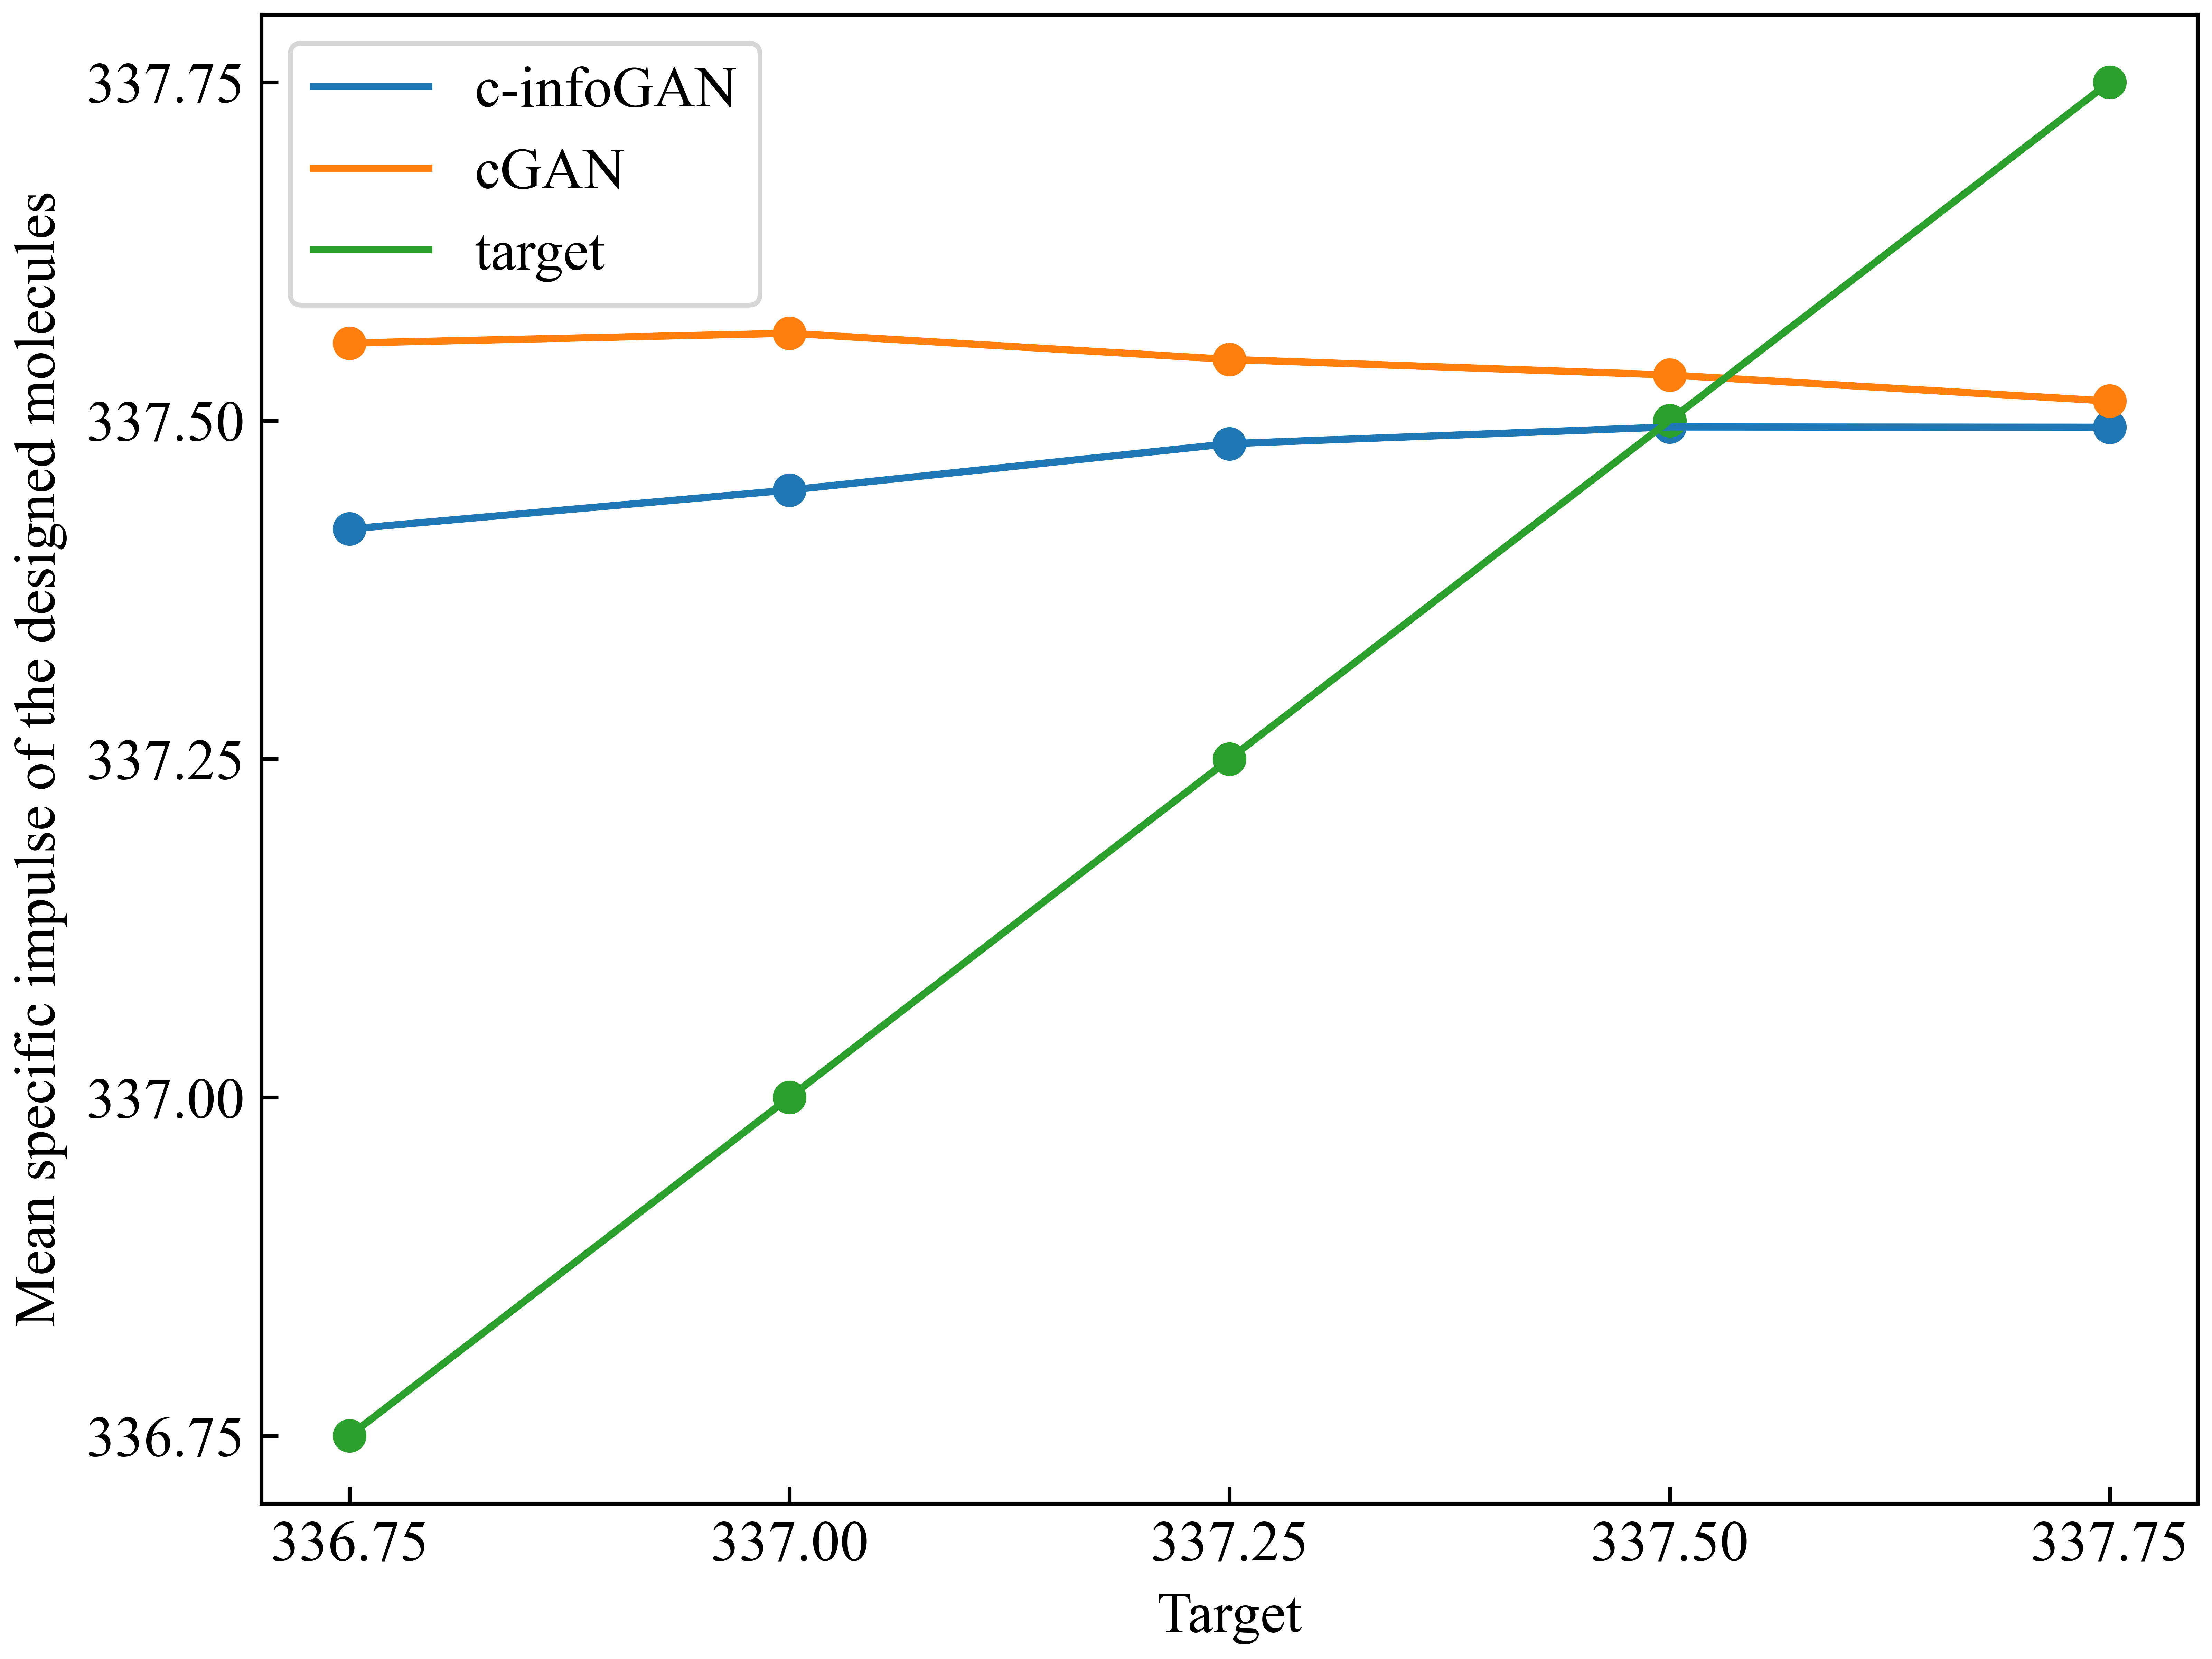 c-infoGAN
cGAN
target
Mean specific impulse of the designed molecules
337.75
337.50
337.25
337.00
336.75
336.75 337.00 337.25 337.50 337.75
Target